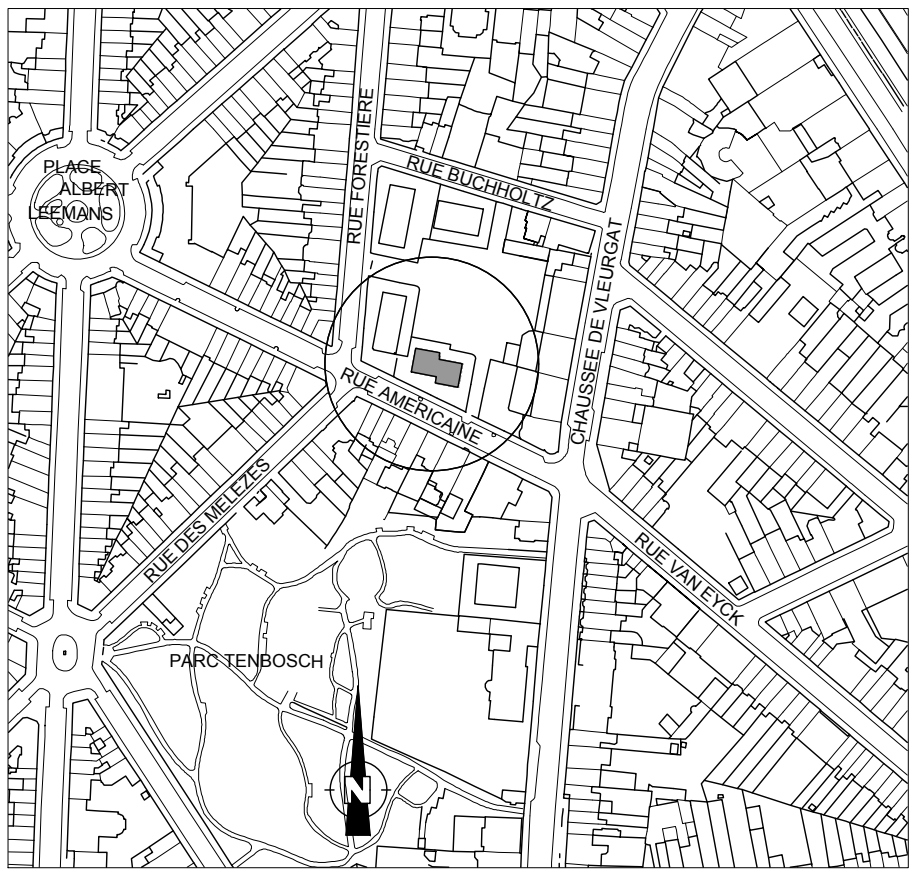 PLACE
ALBERT
LEEMANS
RUE FORESTIERE
RUE BUCHHOLTZ
CHAUSSEE DE VLEURGAT
RUE AMERICAINE
RUE DES MELEZES
RUE VAN EYCK
PARC TENBOSCH
N